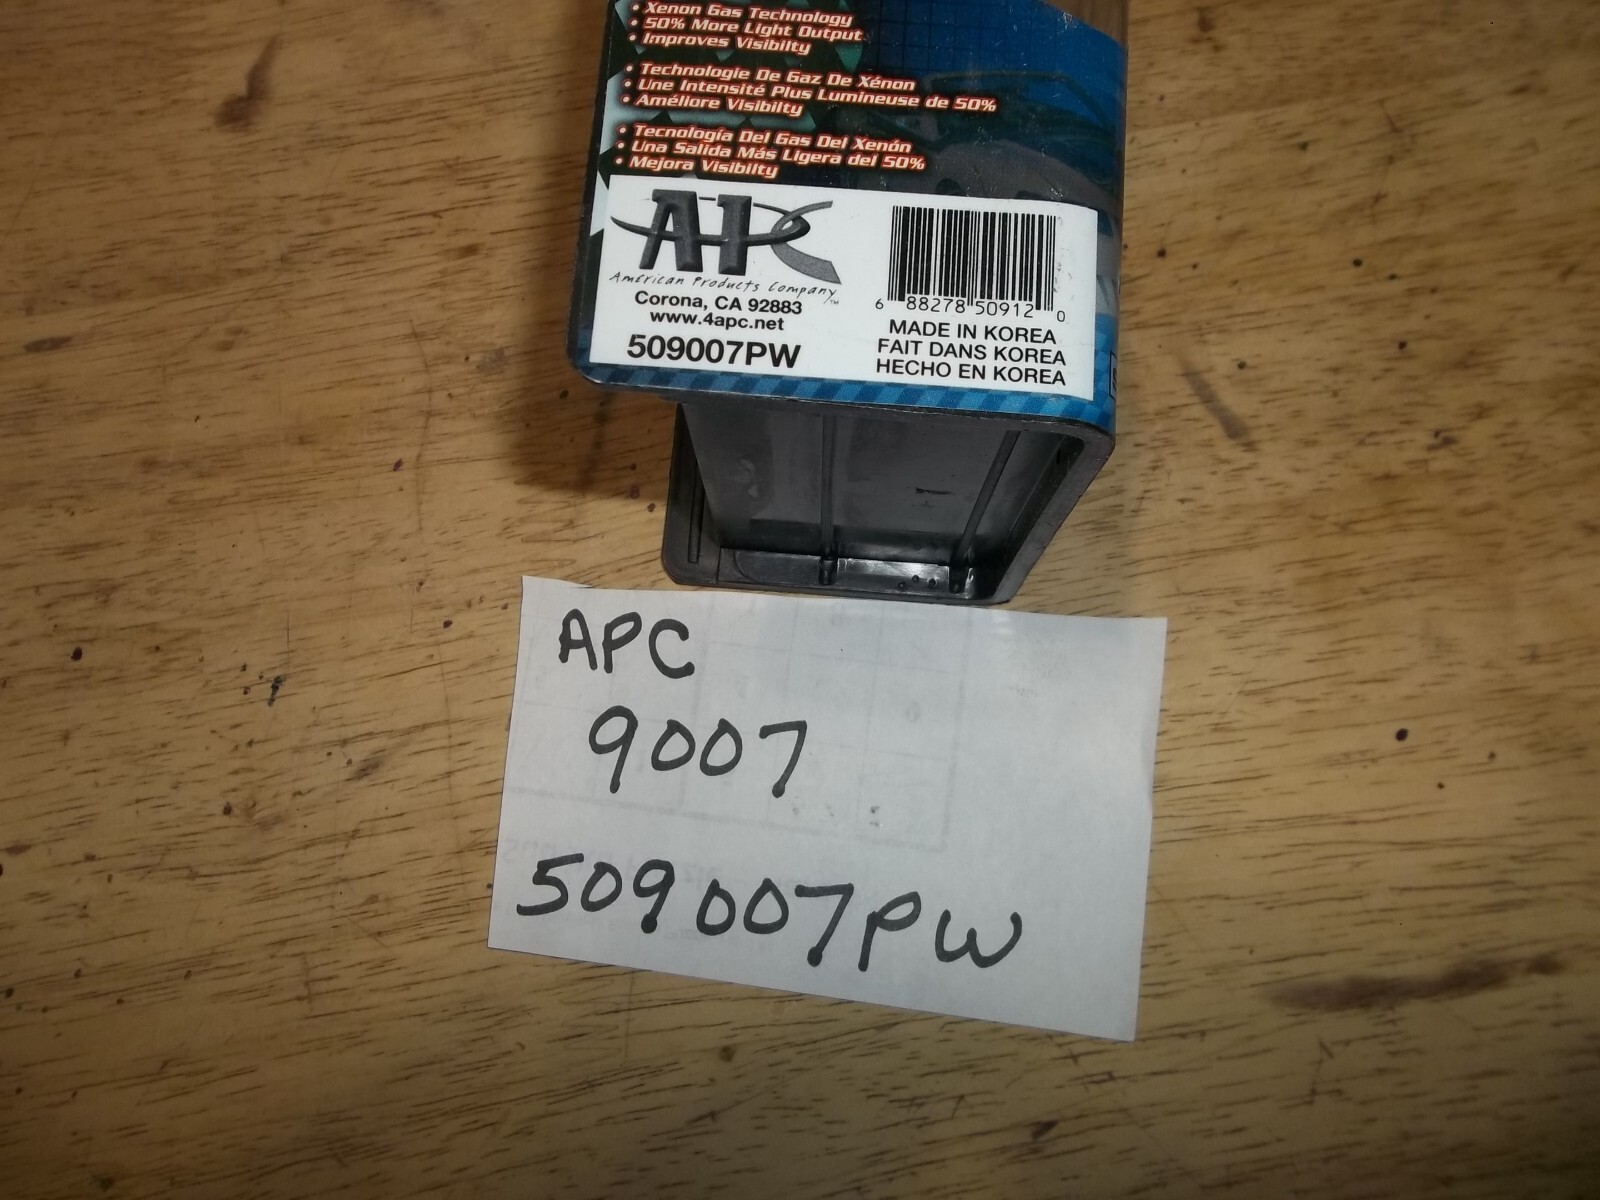 • Xenon Gas Technology
• 50% More Light Output
• Improves Visibilty
• Technologie De Gaz De Xénon
• Une Intensité Plus Lumineuse de 50%
• Améliore Visibilty
• Tecnología Del Gas Del Xenón
• Una Salida Más Ligera del 50%
• Mejora Visibilty
APC
American Products Company™
Corona, CA 92883
www.4apc.net
509007PW
6 88278 50912 0
MADE IN KOREA
FAIT DANS KOREA
HECHO EN KOREA
APC
9007
509007PW